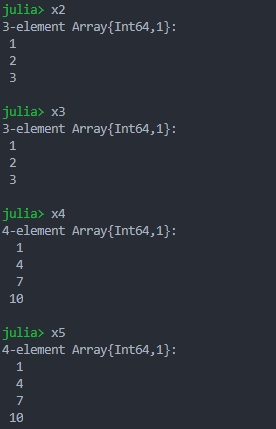 julia> x2
3-element Array{Int64,1}:
 1
 2
 3
julia> x3
3-element Array{Int64,1}:
 1
 2
 3
julia> x4
4-element Array{Int64,1}:
  1
  4
  7
 10
julia> x5
4-element Array{Int64,1}:
  1
  4
  7
 10